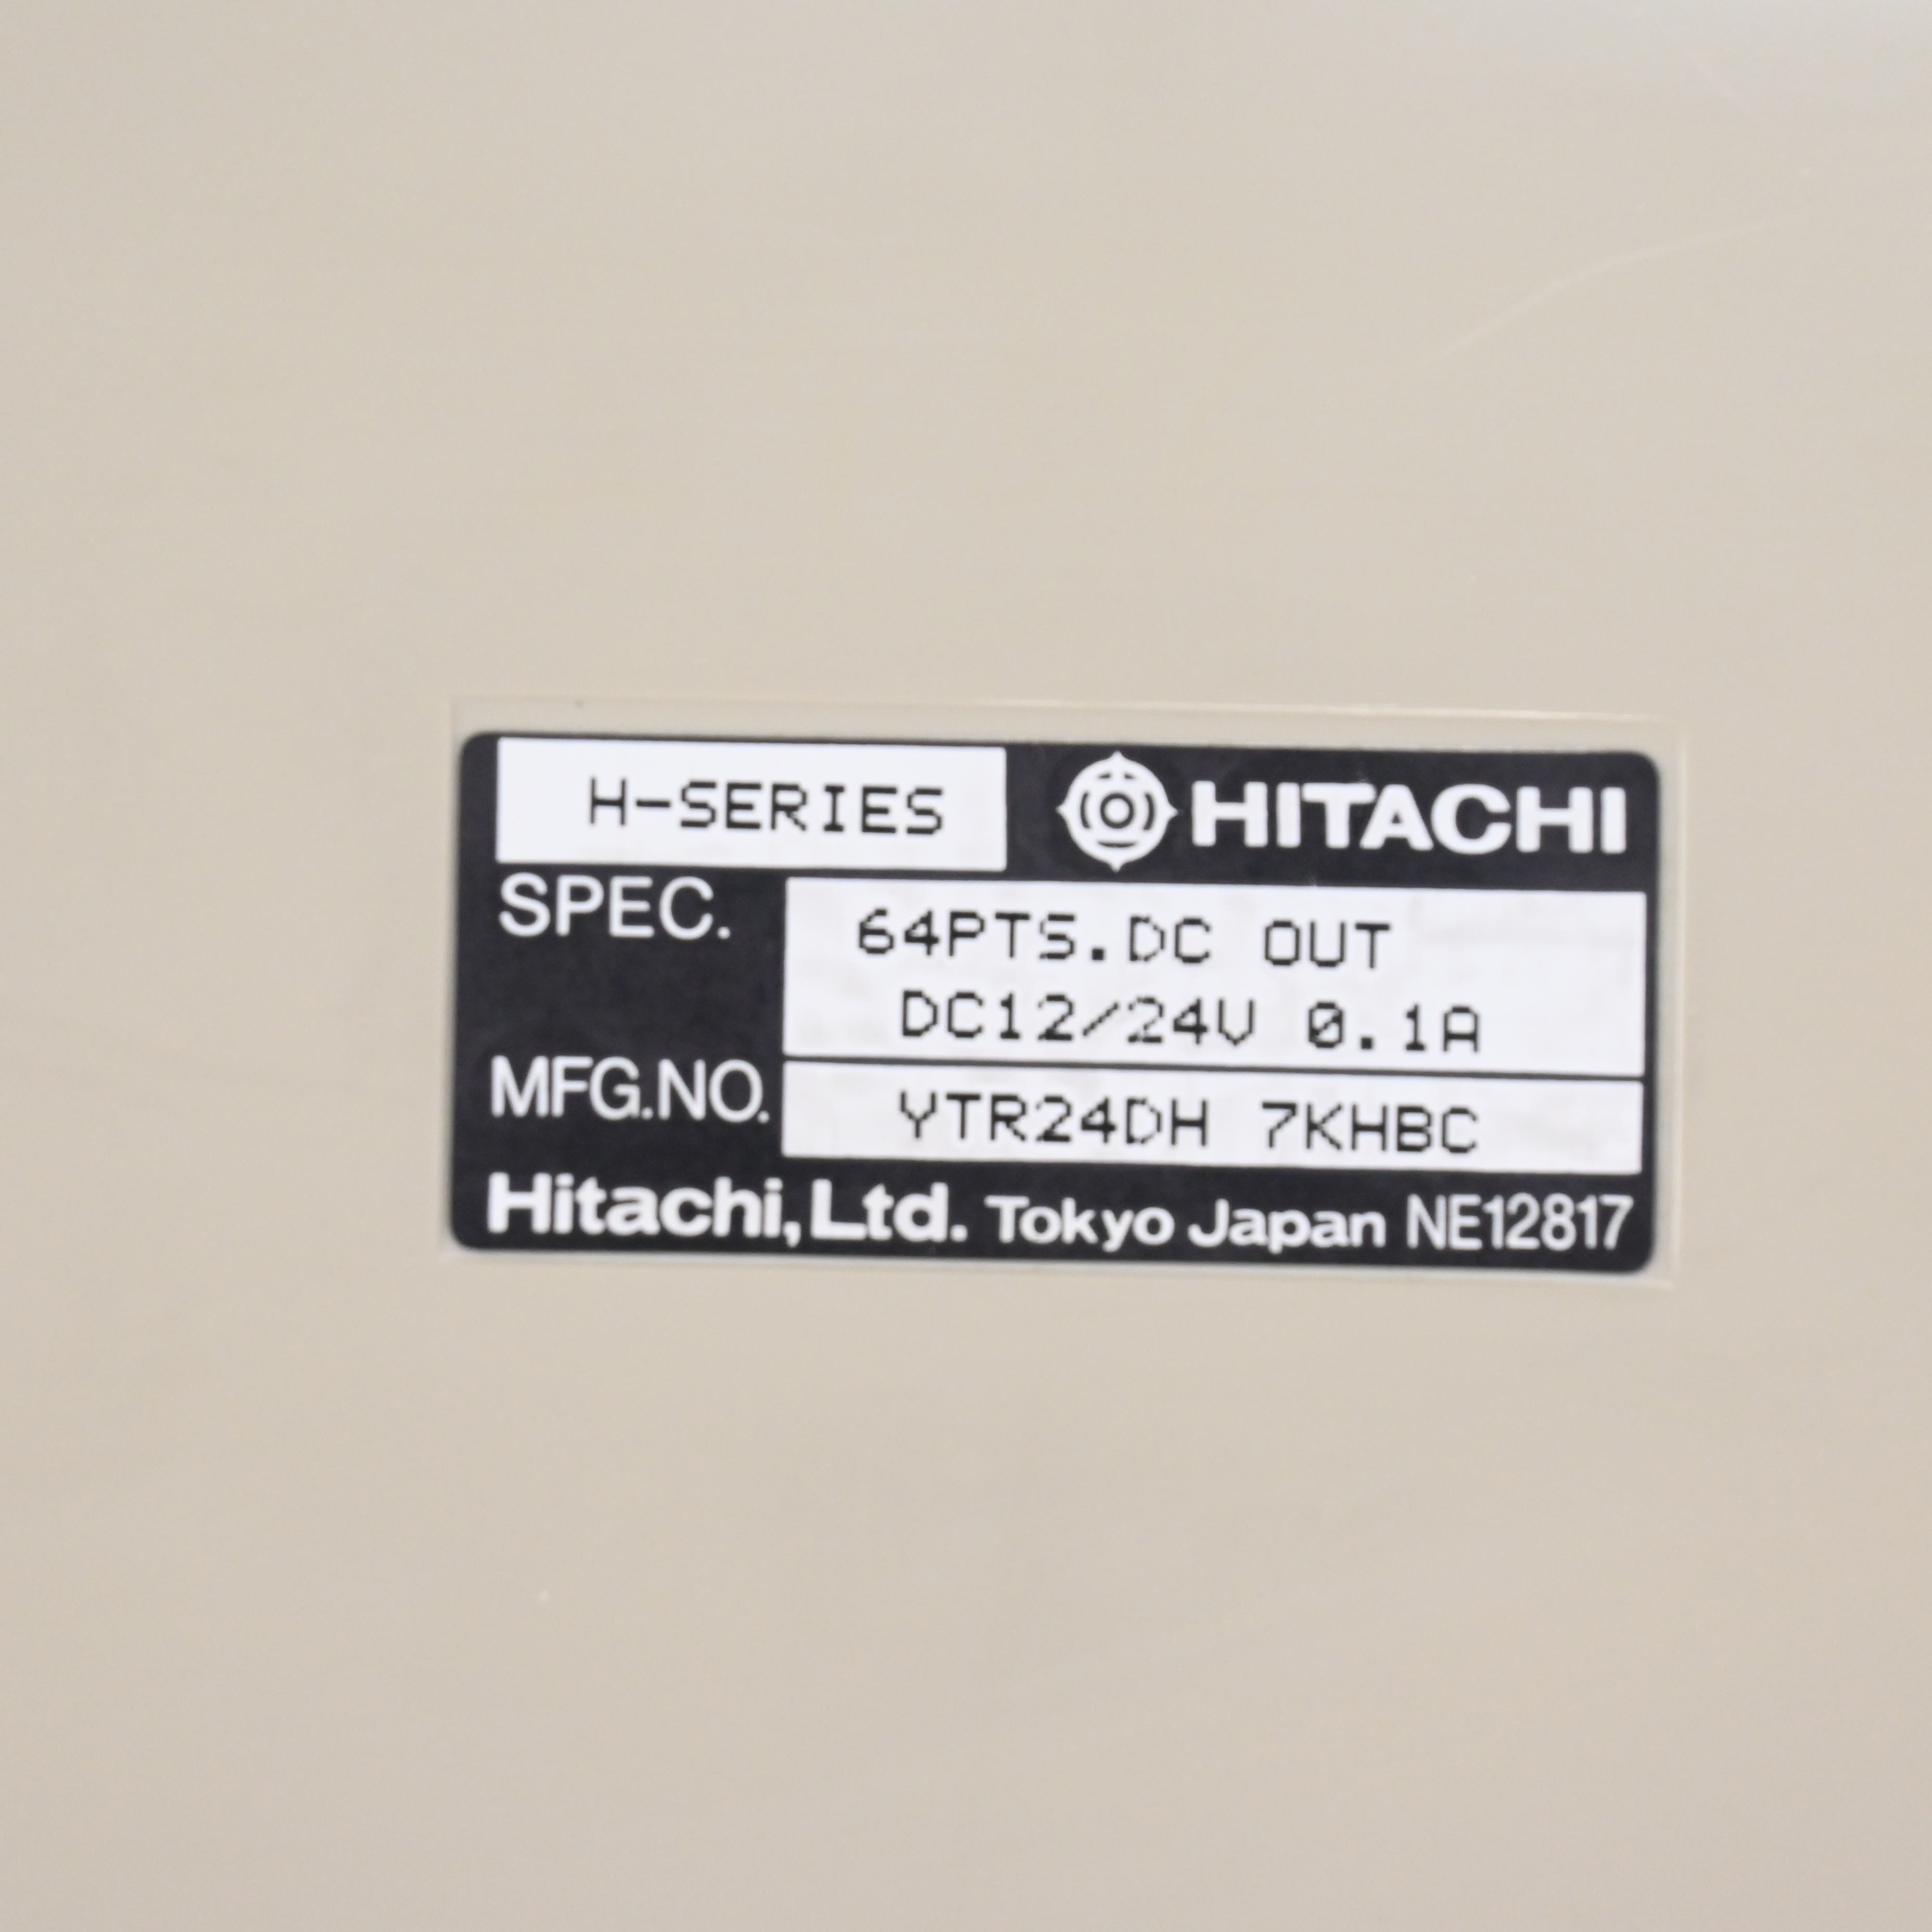 H-SERIES HITACHI
SPEC. 64PTS.DC OUT
DC12/24V 0.1A
MFG.NO. YTR24DH 7KHBC
Hitachi,Ltd. Tokyo Japan NE12817